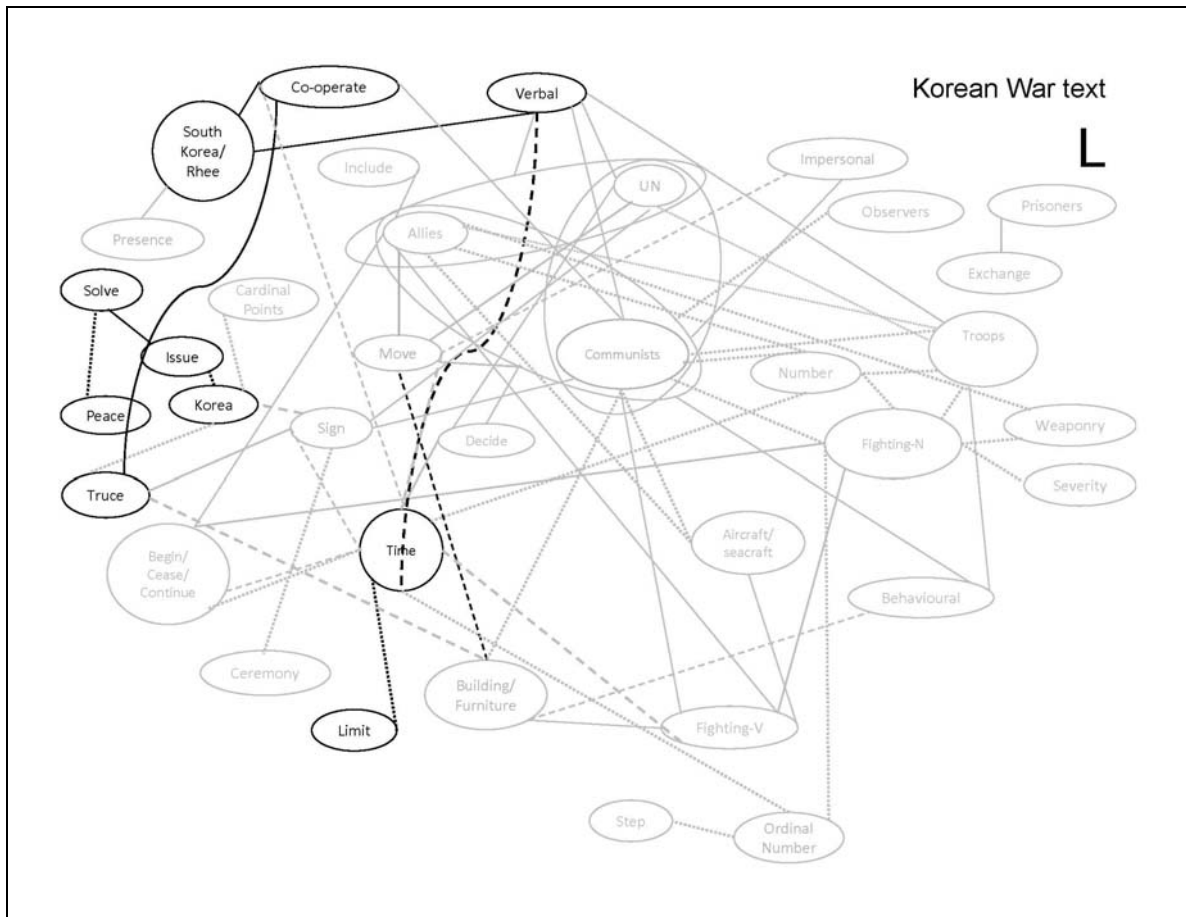 Korean War text
L
Co-operate
Verbal
South
Korea/
Rhee
Include
Impersonal
UN
Observers
Prisoners
Presence
Allies
Exchange
Solve
Cardinal
Points
Issue
Move
Communists
Number
Troops
Peace
Korea
Sign
Decide
Fighting-N
Weaponry
Truce
Severity
Begin/
Cease/
Continue
Time
Aircraft/
seacraft
Behavioural
Ceremony
Building/
Furniture
Limit
Fighting-V
Step
Ordinal
Number